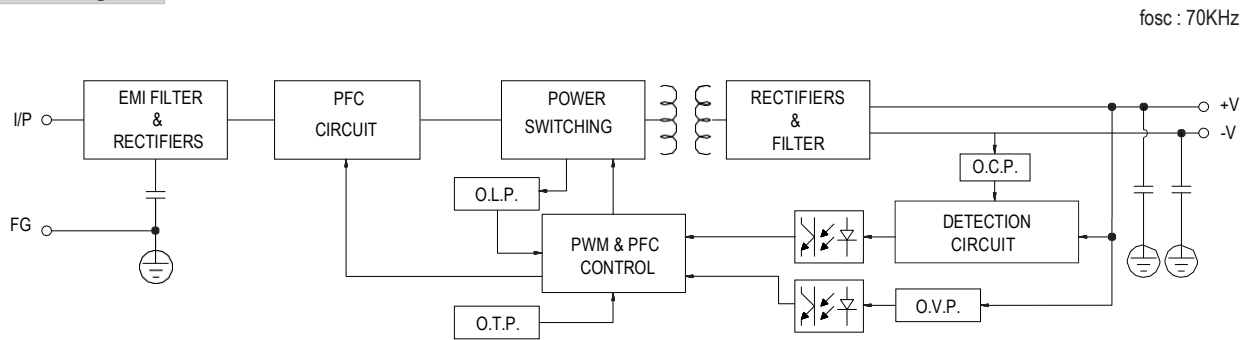 fosc : 70KHz
I/P
EMI FILTER
&
RECTIFIERS
PFC
CIRCUIT
POWER
SWITCHING
RECTIFIERS
&
FILTER
+V
-V
O.C.P.
O.L.P.
FG
PWM & PFC
CONTROL
DETECTION
CIRCUIT
O.T.P.
O.V.P.